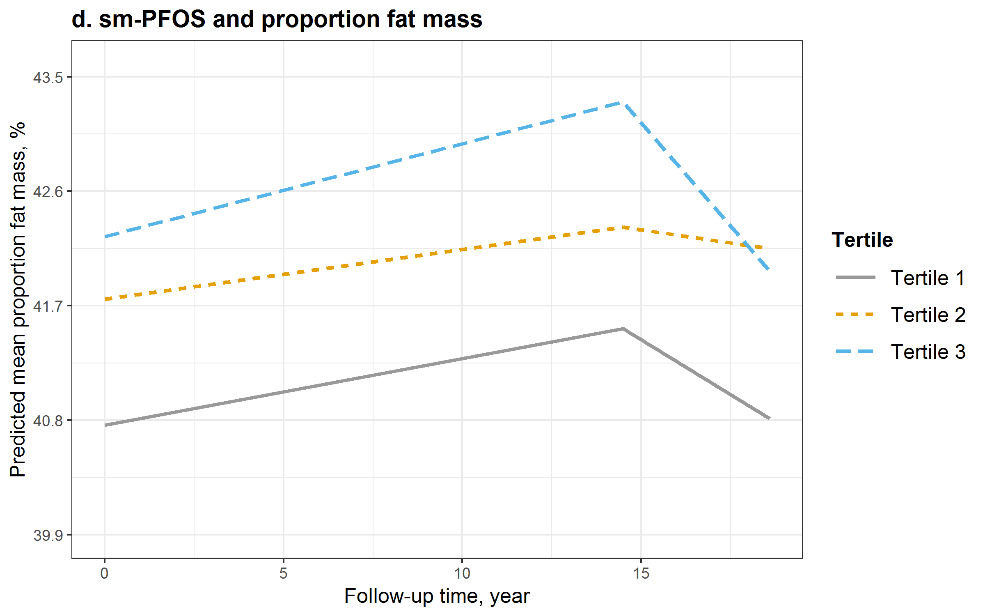 d. sm-PFOS and proportion fat mass
Predicted mean proportion fat mass, %
43.5
42.6
41.7
40.8
39.9
0
5
10
15
Follow-up time, year
Tertile
Tertile 1
Tertile 2
Tertile 3